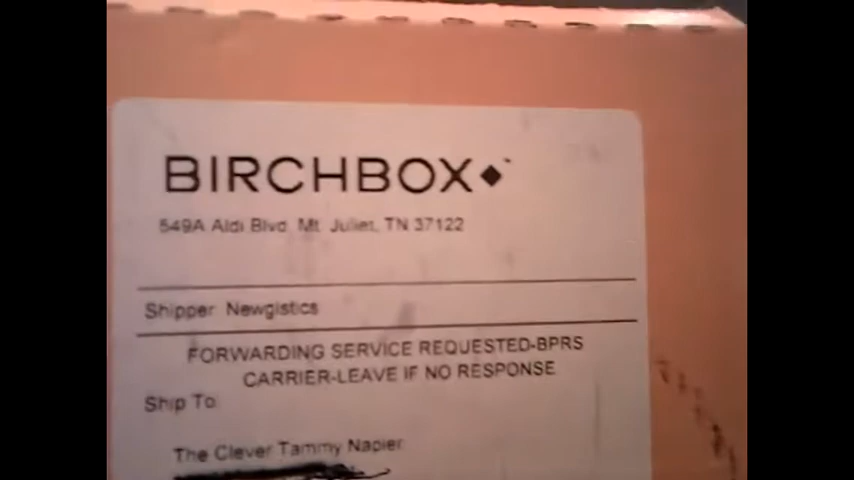 BIRCHBOX
549A Aldi Blvd. Mt. Juliet, TN 37122
Shipper: Newgistics
FORWARDING SERVICE REQUESTED-BPRS
CARRIER-LEAVE IF NO RESPONSE
Ship To:
The Clever Tammy Napier